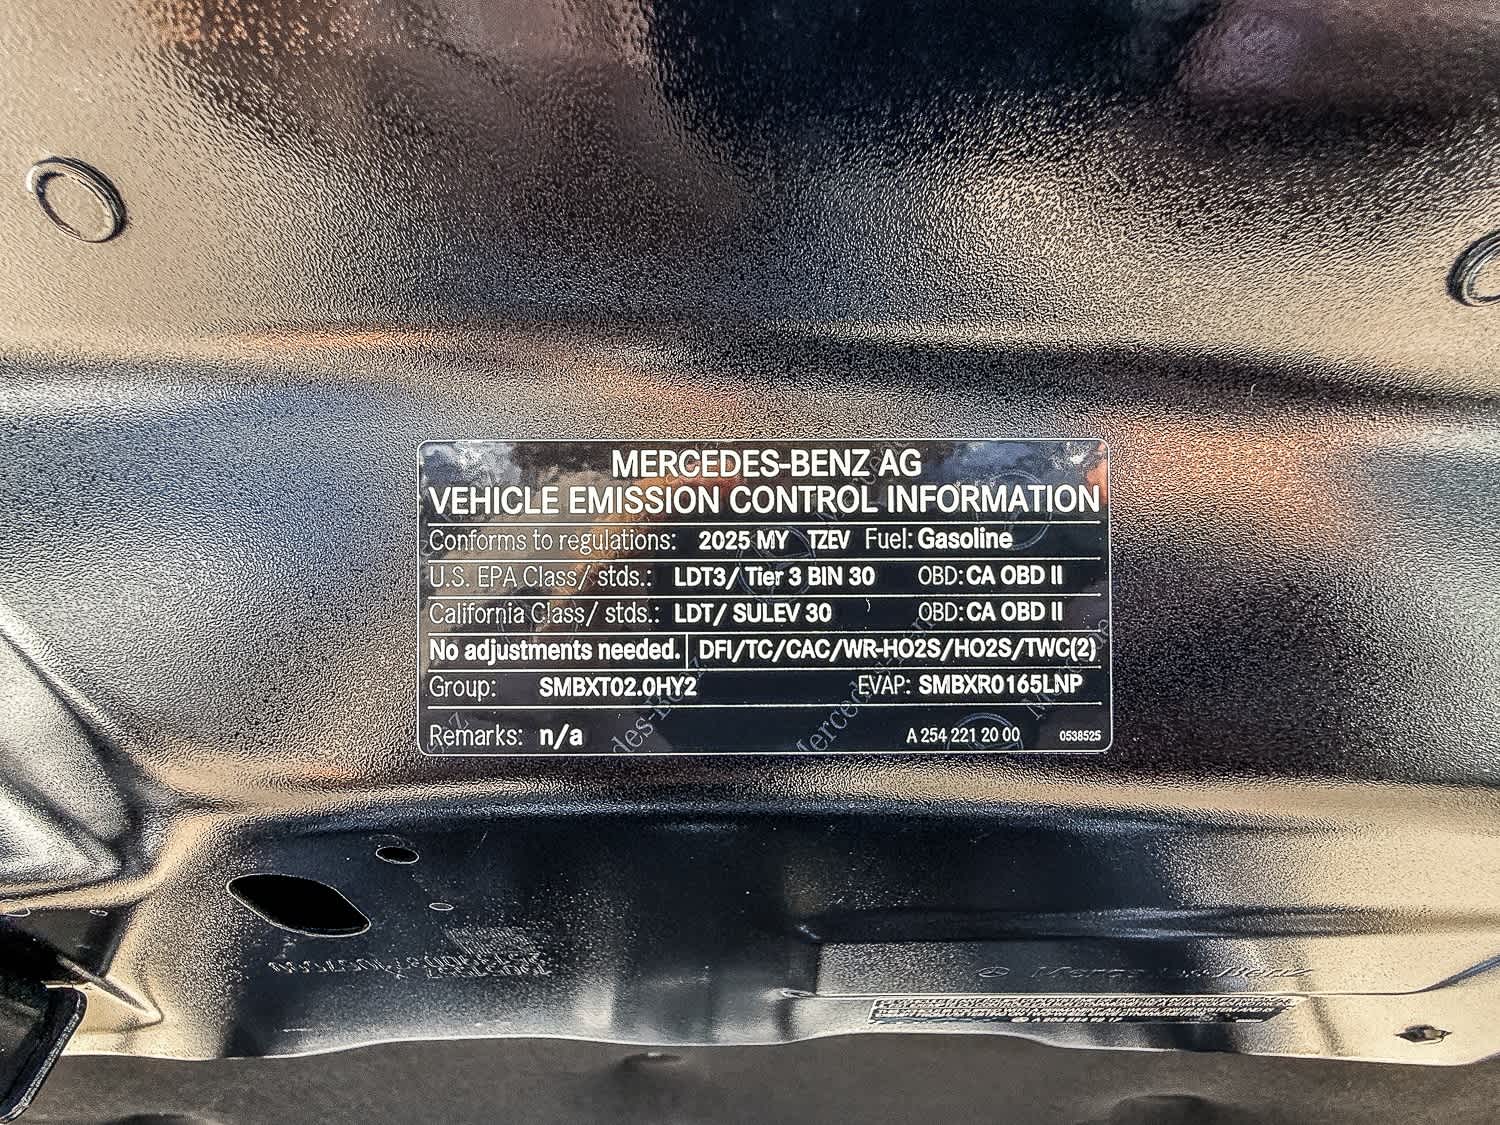 MERCEDES-BENZ AG
VEHICLE EMISSION CONTROL INFORMATION
Conforms to regulations: 2025 MY TZEV Fuel: Gasoline
U.S. EPA Class/ stds.: LDT3/ Tier 3 BIN 30 OBD: CA OBD II
California Class/ stds.: LDT/ SULEV 30 OBD: CA OBD II
No adjustments needed. DFI/TC/CAC/WR-HO2S/HO2S/TWC(2)
Group: SMBXT02.0HY2 EVAP: SMBXR0165LNP
Remarks: n/a A 254 221 20 00 0538525